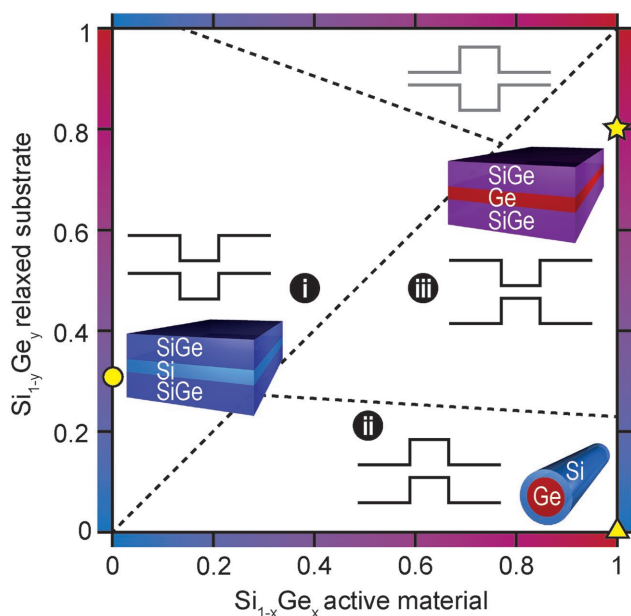 1
0.8
0.6
0.4
0.2
0
0
0.2
0.4
0.6
0.8
1
Si1-yGey relaxed substrate
Si1-xGex active material
SiGe
Ge
SiGe
i
iii
SiGe
Si
SiGe
ii
Si
Ge